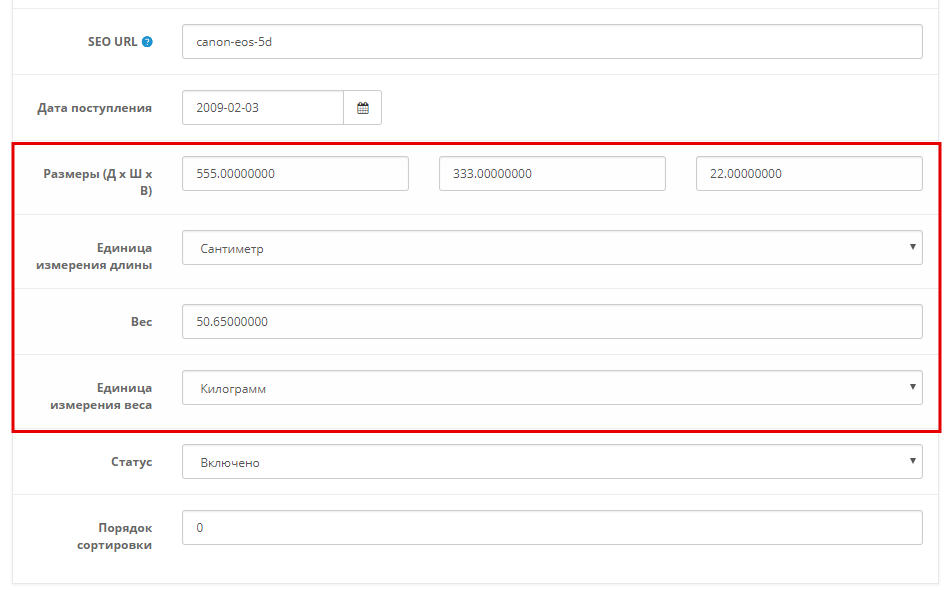 SEO URL ?
canon-eos-5d
Дата поступления
2009-02-03
Размеры (Д x Ш x
В)
555.00000000
333.00000000
22.00000000
Единица
измерения длины
Сантиметр
Вес
50.65000000
Единица
измерения веса
Килограмм
Статус
Включено
Порядок
сортировки
0